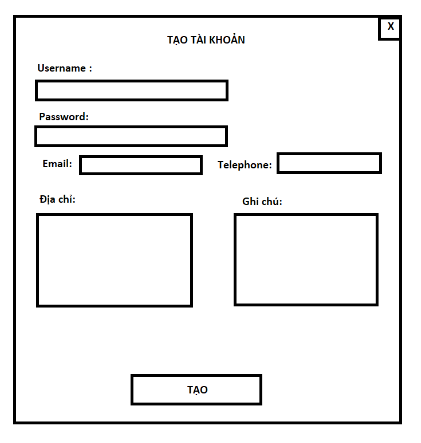 X
TẠO TÀI KHOẢN
Username :
Password:
Email:
Telephone:
Địa chỉ:
Ghi chú:
TẠO